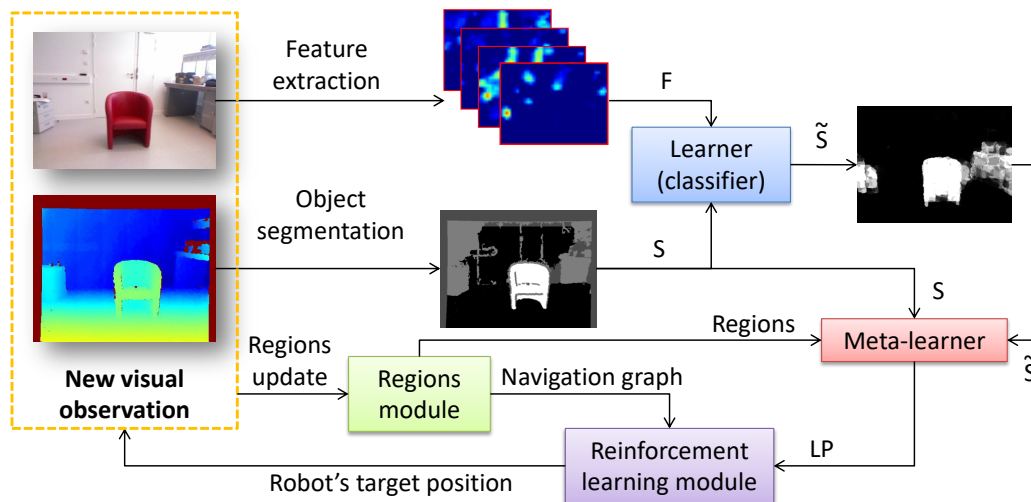 Feature
extraction
F
Learner
(classifier)
S̃
Object
segmentation
S
S
Regions
Meta-learner
S̃
New visual
observation
Regions
update
Regions
module
Navigation graph
Reinforcement
learning module
LP
Robot's target position